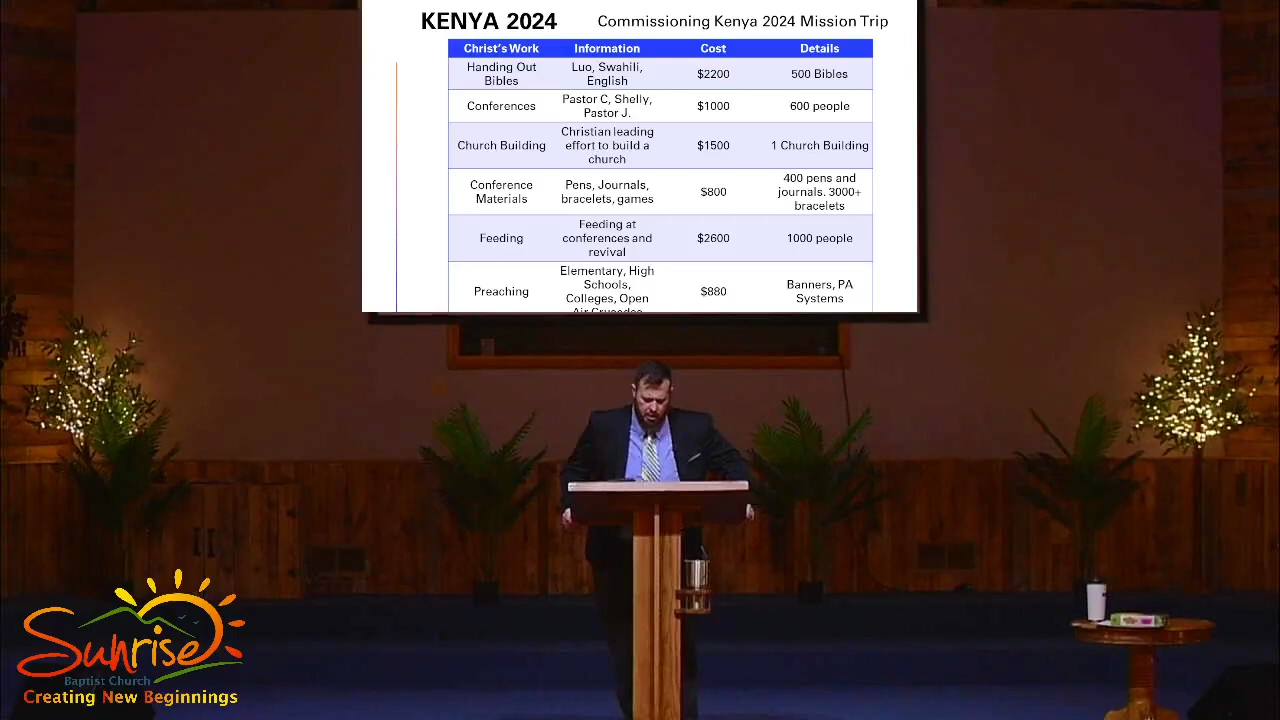 KENYA 2024
Commissioning Kenya 2024 Mission Trip
Christ's Work Information Cost Details
Handing Out
Bibles
Luo, Swahili,
English
$2200
500 Bibles
Conferences
Pastor C, Shelly,
Pastor J.
$1000
600 people
Church Building
Christian leading
effort to build a
church
$1500
1 Church Building
Conference
Materials
Pens, Journals,
bracelets, games
$800
400 pens and
journals. 3000+
bracelets
Feeding
Feeding at
conferences and
revival
$2600
1000 people
Preaching
Elementary, High
Schools,
Colleges, Open
Air Crusades
$880
Banners, PA
Systems
Sunrise
Baptist Church
Creating New Beginnings